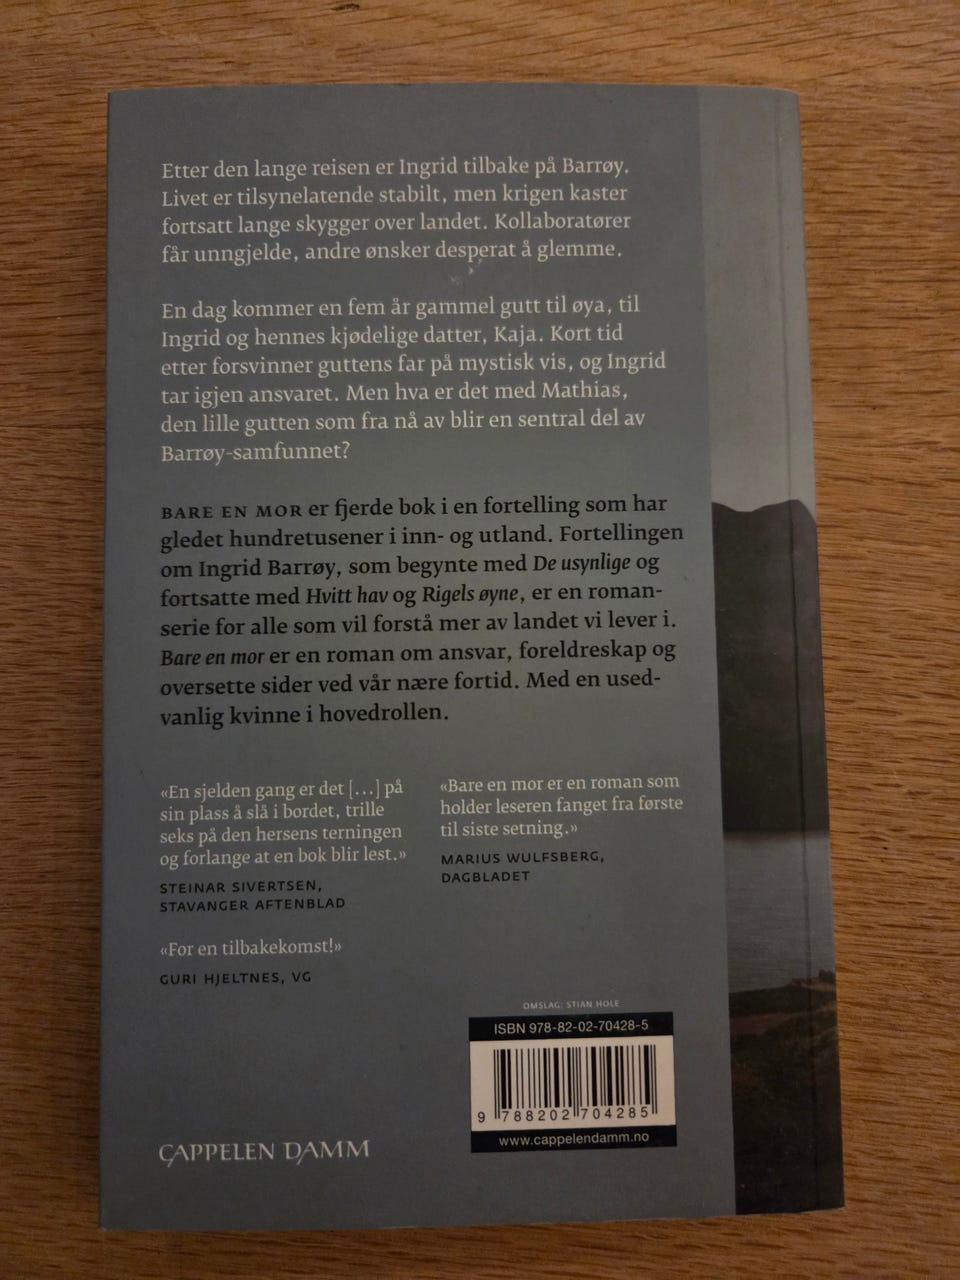 Etter den lange reisen er Ingrid tilbake på Barrøy.
Livet er tilsynelatende stabilt, men krigen kaster
fortsatt lange skygger over landet. Kollaboratører
får unngjelde, andre ønsker desperat å glemme.
En dag kommer en fem år gammel gutt til øya, til
Ingrid og hennes kjødelige datter, Kaja. Kort tid
etter forsvinner guttens far på mystisk vis, og Ingrid
tar igjen ansvaret. Men hva er det med Mathias,
den lille gutten som fra nå av blir en sentral del av
Barrøy-samfunnet?
BARE EN MOR er fjerde bok i en fortelling som har
gledet hundretusener i inn- og utland. Fortellingen
om Ingrid Barrøy, som begynte med De usynlige og
fortsatte med Hvitt hav og Rigels øyne, er en roman-
serie for alle som vil forstå mer av landet vi lever i.
Bare en mor er en roman om ansvar, foreldreskap og
oversette sider ved vår nære fortid. Med en used-
vanlig kvinne i hovedrollen.
«En sjelden gang er det [...] på
sin plass å slå i bordet, trille
seks på den hersens terningen
og forlange at en bok blir lest.»
STEINAR SIVERTSEN,
STAVANGER AFTENBLAD
«For en tilbakekomst!»
GURI HJELTNES, VG
«Bare en mor er en roman som
holder leseren fanget fra første
til siste setning.»
MARIUS WULFSBERG,
DAGBLADET
OMSLAG: STIAN HOLE
ISBN 978-82-02-70428-5
9 788202 704285
www.cappelendamm.no
CAPPELEN DAMM